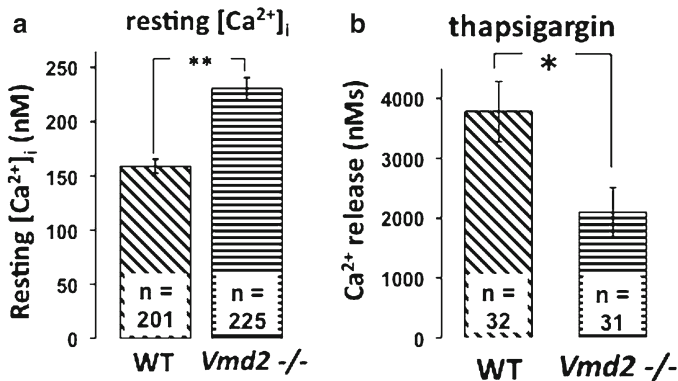 a
resting [Ca²⁺]ᵢ
Resting [Ca²⁺]ᵢ (nM)
250
200
150
100
50
0
**
n =
201
n =
225
WT
Vmd2 -/-
b
thapsigargin
Ca²⁺ release (nMs)
4000
3000
2000
1000
0
*
n =
32
n =
31
WT
Vmd2 -/-